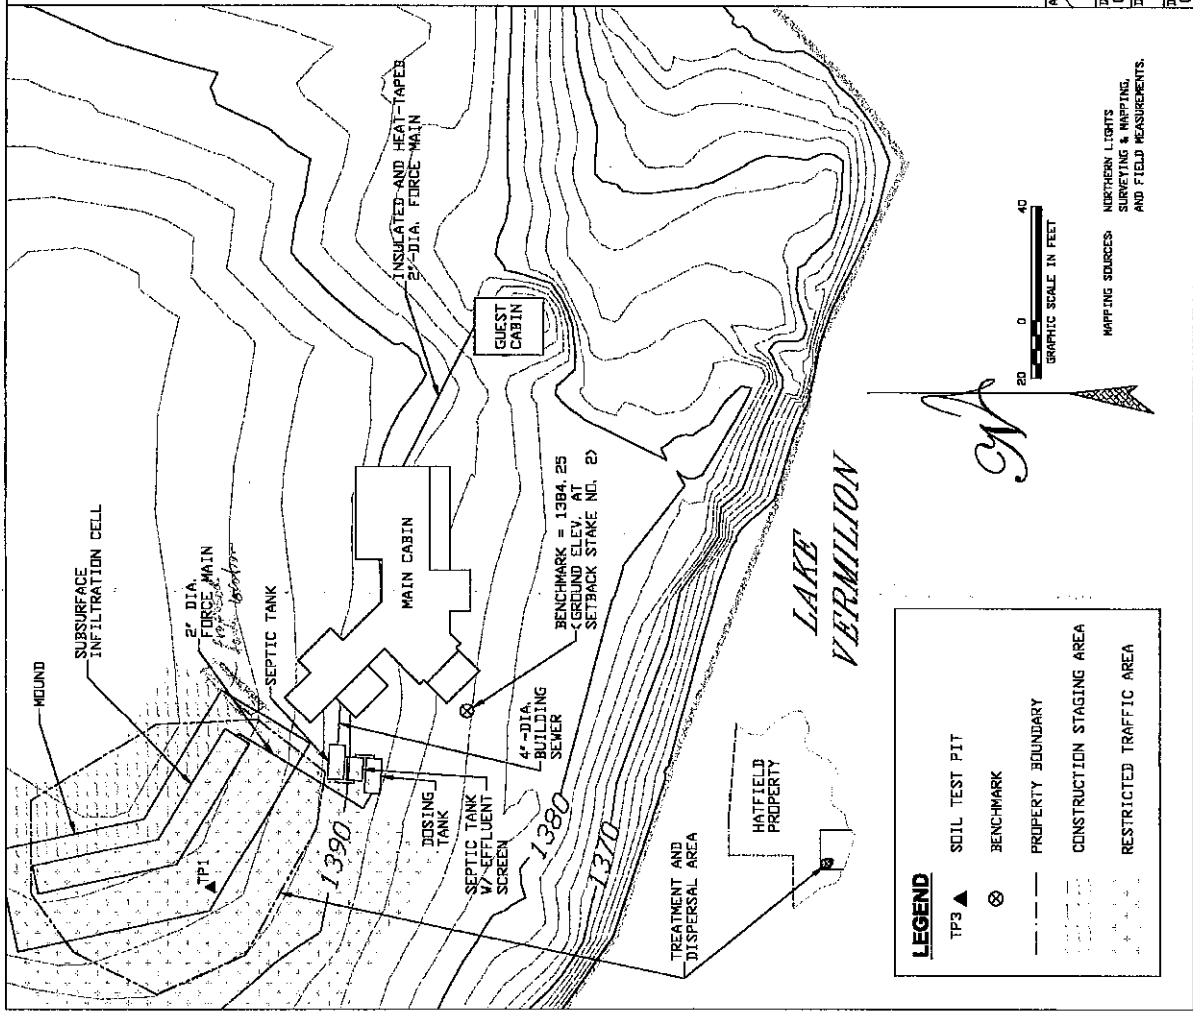 MOUND
SUBSURFACE
INFILTRATION CELL
2" DIA.
FORCE MAIN
SEPTIC TANK
INSULATED AND HEAT-TAPED
2"-DIA. FORCE MAIN
GUEST
CABIN
MAIN CABIN
TP1
1390
DOSING
TANK
SEPTIC TANK
W/ EFFLUENT
SCREEN
4"-DIA.
BUILDING
SEWER
BENCHMARK = 1384.25
(GROUND ELEV. AT
SETBACK STAKE NO. 2)
1380
1370
TREATMENT AND
DISPERSAL AREA
HATFIELD
PROPERTY
LAKE
VERMILION
N
20 0 40
GRAPHIC SCALE IN FEET
MAPPING SOURCES: NORTHERN LIGHTS
SURVEYING & MAPPING,
AND FIELD MEASUREMENTS.
LEGEND
TP3 SOIL TEST PIT
BENCHMARK
PROPERTY BOUNDARY
CONSTRUCTION STAGING AREA
RESTRICTED TRAFFIC AREA